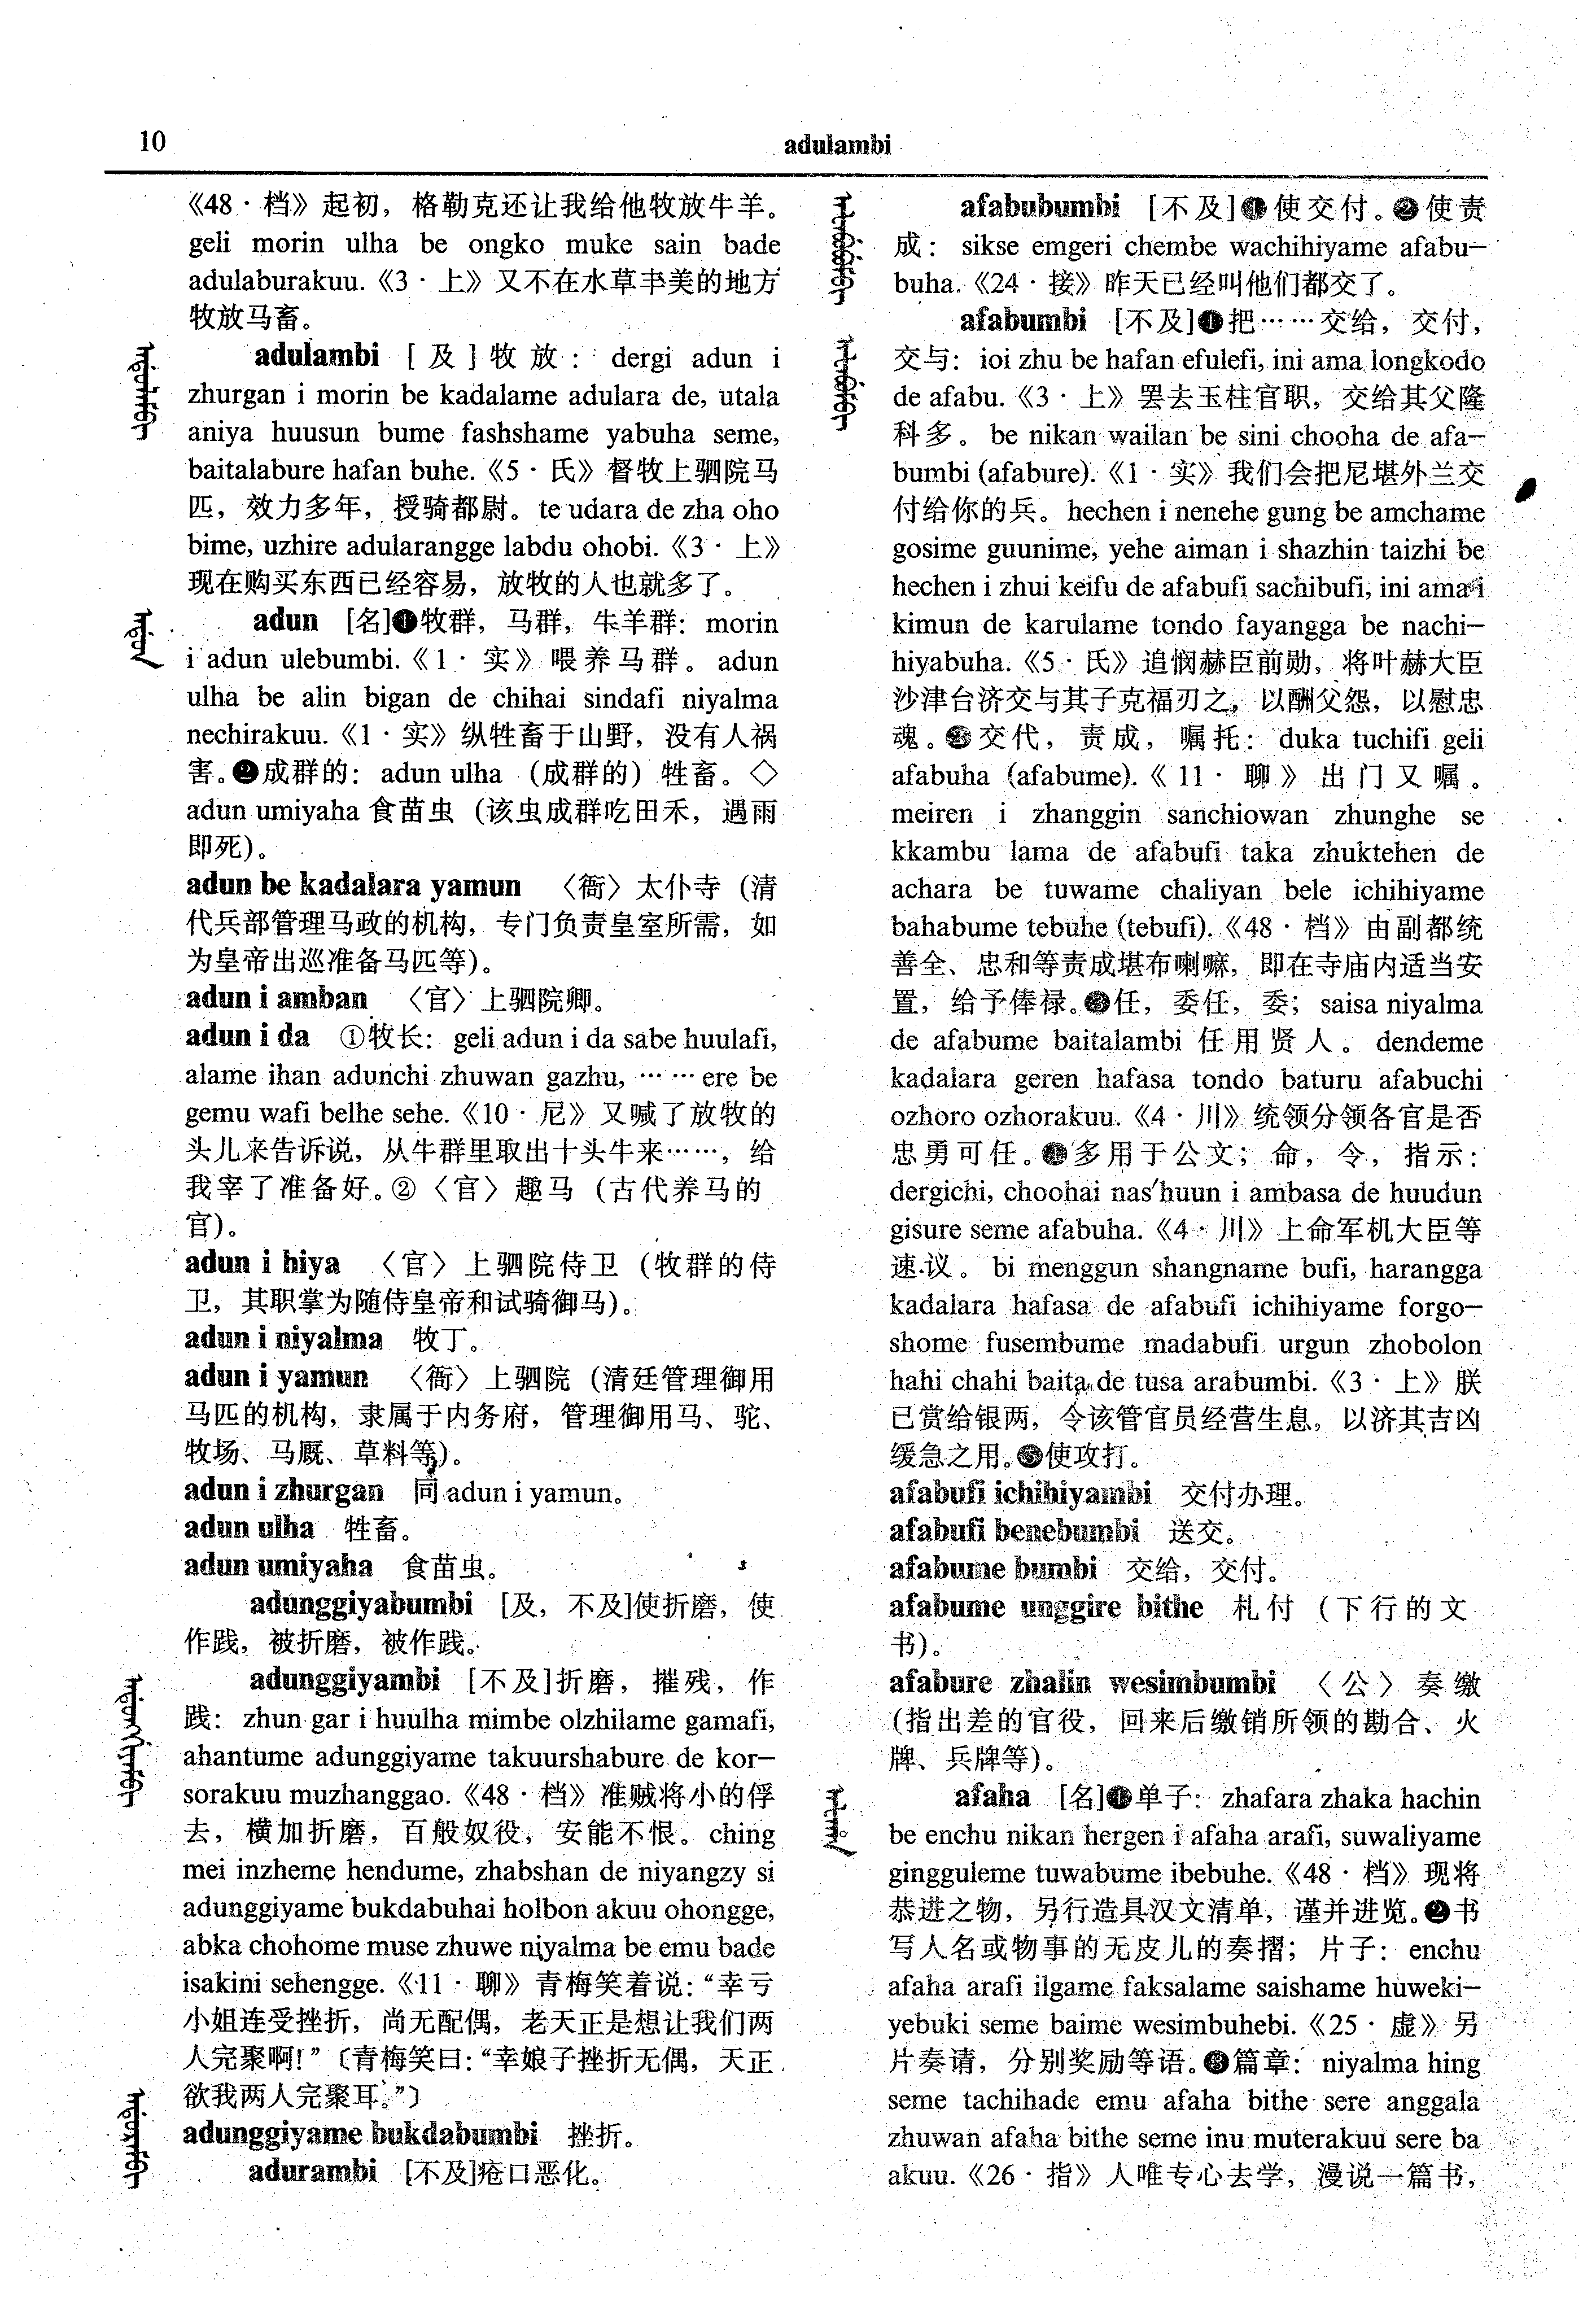 10
adulambi
《48·档》起初，格勒克还让我给他牧放牛羊。
geli morin ulha be ongko muke sain bade
adulaburakuu.《3·上》又不在水草丰美的地方
牧放马畜。
adulambi [及]牧放： dergi adun i
zhurgan i morin be kadalame adulara de, utala
aniya huusun bume fashshame yabuha seme,
baitalabure hafan buhe.《5·氏》督牧上驷院马
匹，效力多年，授骑都尉。te udara de zha oho
bime, uzhire adularangge labdu ohobi.《3·上》
现在购买东西已经容易，放牧的人也就多了。
adun [名]❶牧群，马群，牛羊群：morin
i adun ulebumbi.《1·实》喂养马群。adun
ulha be alin bigan de chihai sindafi niyalma
nechirakuu.《1·实》纵牲畜于山野，没有人祸
害。❷成群的：adun ulha （成群的）牲畜。◇
adun umiyaha 食苗虫（该虫成群吃田禾，遇雨
即死)。
adun be kadalara yamun 〈衙〉太仆寺（清
代兵部管理马政的机构，专门负责皇室所需，如
为皇帝出巡准备马匹等)。
adun i amban 〈官〉上驷院卿。
adun i da ①牧长：geli adun i da sabe huulafi,
alame ihan adunchi zhuwan gazhu, …… ere be
gemu wafi belhe sehe.《10·尼》又喊了放牧的
头儿来告诉说，从牛群里取出十头牛来……，给
我宰了准备好。②〈官〉趣马（古代养马的
官)。
adun i hiya 〈官〉上驷院侍卫（牧群的侍
卫，其职掌为随侍皇帝和试骑御马)。
adun i niyalma 牧丁。
adun i yamun 〈衙〉上驷院（清廷管理御用
马匹的机构，隶属于内务府，管理御用马、驼、
牧场、马厩、草料等)。
adun i zhurgan 同 adun i yamun。
adun ulha 牲畜。
adun umiyaha 食苗虫。
adunggiyabumbi [及，不及]使折磨，使
作践，被折磨，被作践。
adunggiyambi [不及]折磨，摧残，作
践：zhun gar i huulha mimbe olzhilame gamafi,
ahantume adunggiyame takuurshabure de kor-
sorakuu muzhanggao.《48·档》准贼将小的俘
去，横加折磨，百般奴役，安能不恨。ching
mei inzheme hendume, zhabshan de niyangzy si
adunggiyame bukdabuhai holbon akuu ohongge,
abka chohome muse zhuwe niyalma be emu bade
isakini sehengge.《11·聊》青梅笑着说：“幸亏
小姐连受挫折，尚无配偶，老天正是想让我们两
人完聚啊！”〔青梅笑曰：“幸娘子挫折无偶，天正
欲我两人完聚耳。”〕
adunggiyame bukdabumbi 挫折。
adurambi [不及]疮口恶化。
afabubumbi [不及]❶使交付。❷使责
成：sikse emgeri chembe wachihiyame afabu-
buha.《24·接》昨天已经叫他们都交了。
afabumbi [不及]❶把……交给，交付，
交与：ioi zhu be hafan efulefi, ini ama longkodo
de afabu.《3·上》罢去玉柱官职，交给其父隆
科多。be nikan wailan be sini chooha de afa-
bumbi (afabure).《1·实》我们会把尼堪外兰交
付给你的兵。hechen i nenehe gung be amchame
gosime guunime, yehe aiman i shazhin taizhi be
hechen i zhui keifu de afabufi sachibufi, ini ama i
kimun de karulame tondo fayangga be nachi-
hiyabuha.《5·氏》追悯赫臣前勋，将叶赫大臣
沙津台济交与其子克福刃之，以酬父怨，以慰忠
魂。❷交代，责成，嘱托：duka tuchifi geli
afabuha (afabume).《11·聊》出门又嘱。
meiren i zhanggin sanchiowan zhunghe se
kkambu lama de afabufi taka zhuktehen de
achara be tuwame chaliyan bele ichihiyame
bahabume tebuhe (tebufi).《48·档》由副都统
善全、忠和等责成堪布喇嘛，即在寺庙内适当安
置，给予俸禄。❸任，委任，委；saisa niyalma
de afabume baitalambi 任用贤人。dendeme
kadalara geren hafasa tondo baturu afabuchi
ozhoro ozhorakuu.《4·川》统领分领各官是否
忠勇可任。❹多用于公文；命，令，指示：
dergichi, choohai nas'huun i ambasa de huudun
gisure seme afabuha.《4·川》上命军机大臣等
速议。bi menggun shangname bufi, harangga
kadalara hafasa de afabufi ichihiyame forgo-
shome fusembume madabufi urgun zhobolon
hahi chahi baita de tusa arabumbi.《3·上》朕
已赏给银两，令该管官员经营生息，以济其吉凶
缓急之用。❺使攻打。
afabufi ichihiyambi 交付办理。
afabufi benebumbi 送交。
afabume bumbi 交给，交付。
afabume unggire bithe 札付（下行的文
书)。
afabure zhalin wesimbumbi 〈公〉奏缴
（指出差的官役，回来后缴销所领的勘合、火
牌、兵牌等)。
afaha [名]❶单子：zhafara zhaka hachin
be enchu nikan hergen i afaha arafi, suwaliyame
gingguleme tuwabume ibebuhe.《48·档》现将
恭进之物，另行造具汉文清单，谨并进览。❷书
写人名或物事的无皮儿的奏摺；片子：enchu
afaha arafi ilgame faksalame saishame huweki-
yebuki seme baime wesimbuhebi.《25·虚》另
片奏请，分别奖励等语。❸篇章：niyalma hing
seme tachihade emu afaha bithe sere anggala
zhuwan afaha bithe seme inu muterakuu sere ba
akuu.《26·指》人唯专心去学，漫说一篇书，